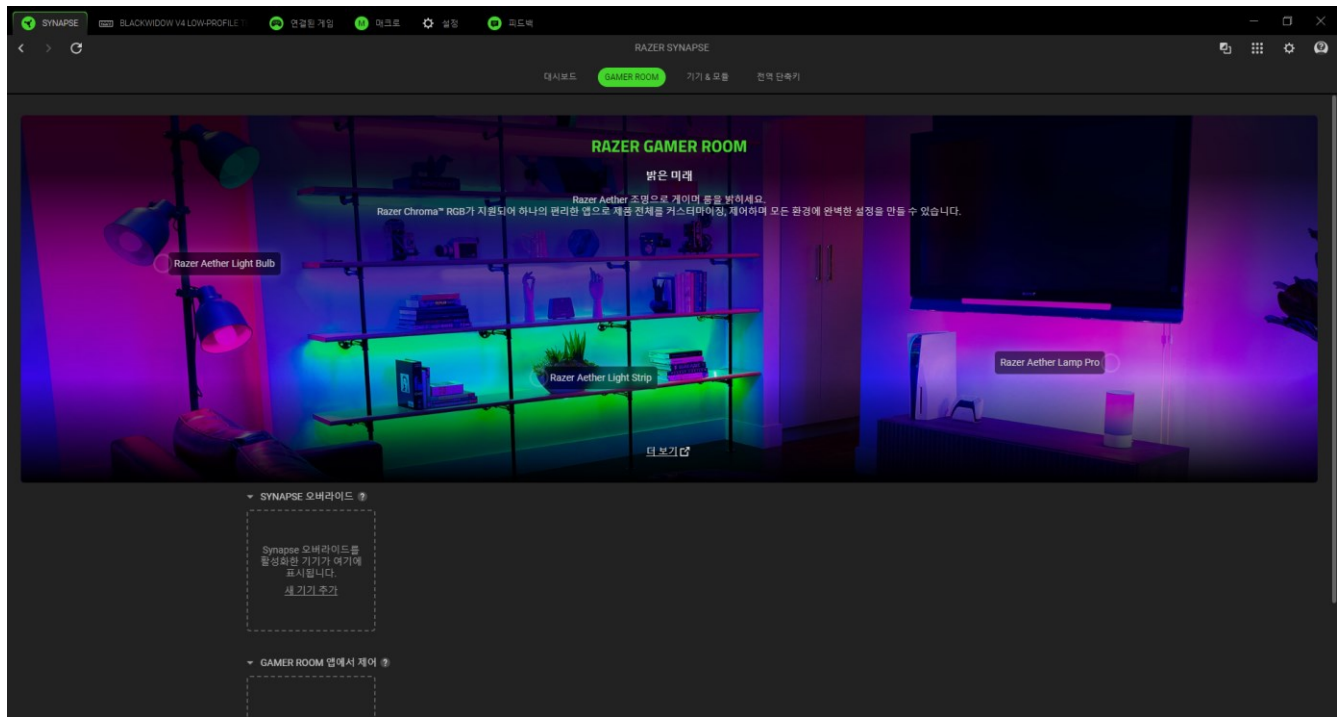 SYNAPSE
BLACKWIDOW V4 LOW-PROFILE T
연결된 게임
매크로
설정
피드백
RAZER SYNAPSE
대시보드
GAMER ROOM
기기 & 모듈
전역 단축키
RAZER GAMER ROOM
밝은 미래
Razer Aether 조명으로 게이머 룸을 밝히세요.
Razer Chroma™ RGB가 지원되어 하나의 편리한 앱으로 제품 전체를 커스터마이징, 제어하며 모든 환경에 완벽한 설정을 만들 수 있습니다.
Razer Aether Light Bulb
Razer Aether Light Strip
Razer Aether Lamp Pro
더 보기
SYNAPSE 오버라이드
Synapse 오버라이드를
활성화한 기기가 여기에
표시됩니다.
새 기기 추가
GAMER ROOM 앱에서 제어